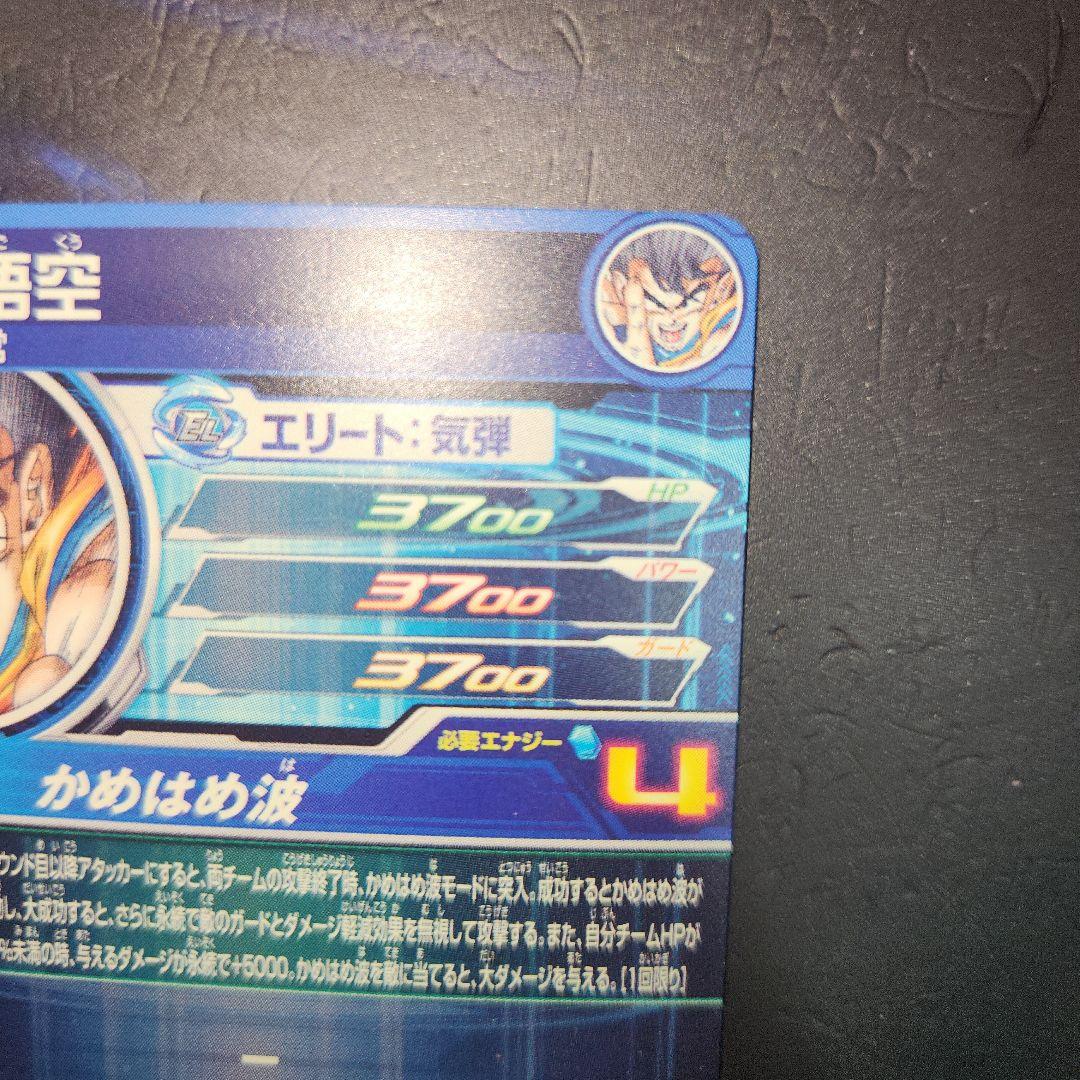 悟空
EL エリート：気弾
HP
3700
パワー
3700
ガード
3700
必要エナジー 4
かめはめ波
ウンド目以降アタッカーにすると、両チームの攻撃終了時、かめはめ波モードに突入。成功するとかめはめ波が
し、大成功すると、さらに永続で敵のガードとダメージ軽減効果を無視して攻撃する。また、自分チームHPが
%未満の時、与えるダメージが永続で+5000。かめはめ波を敵に当てると、大ダメージを与える。[1回限り]
ー